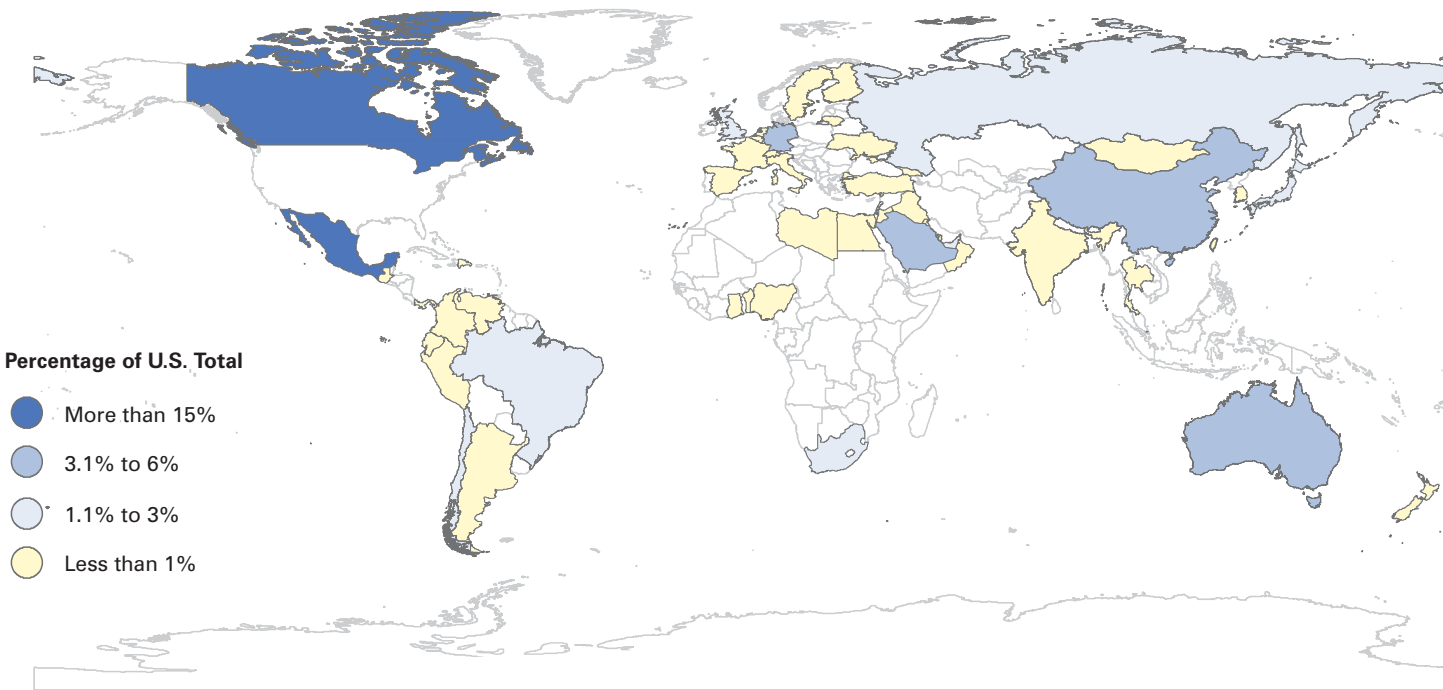 Percentage of U.S. Total
More than 15%
3.1% to 6%
1.1% to 3%
Less than 1%